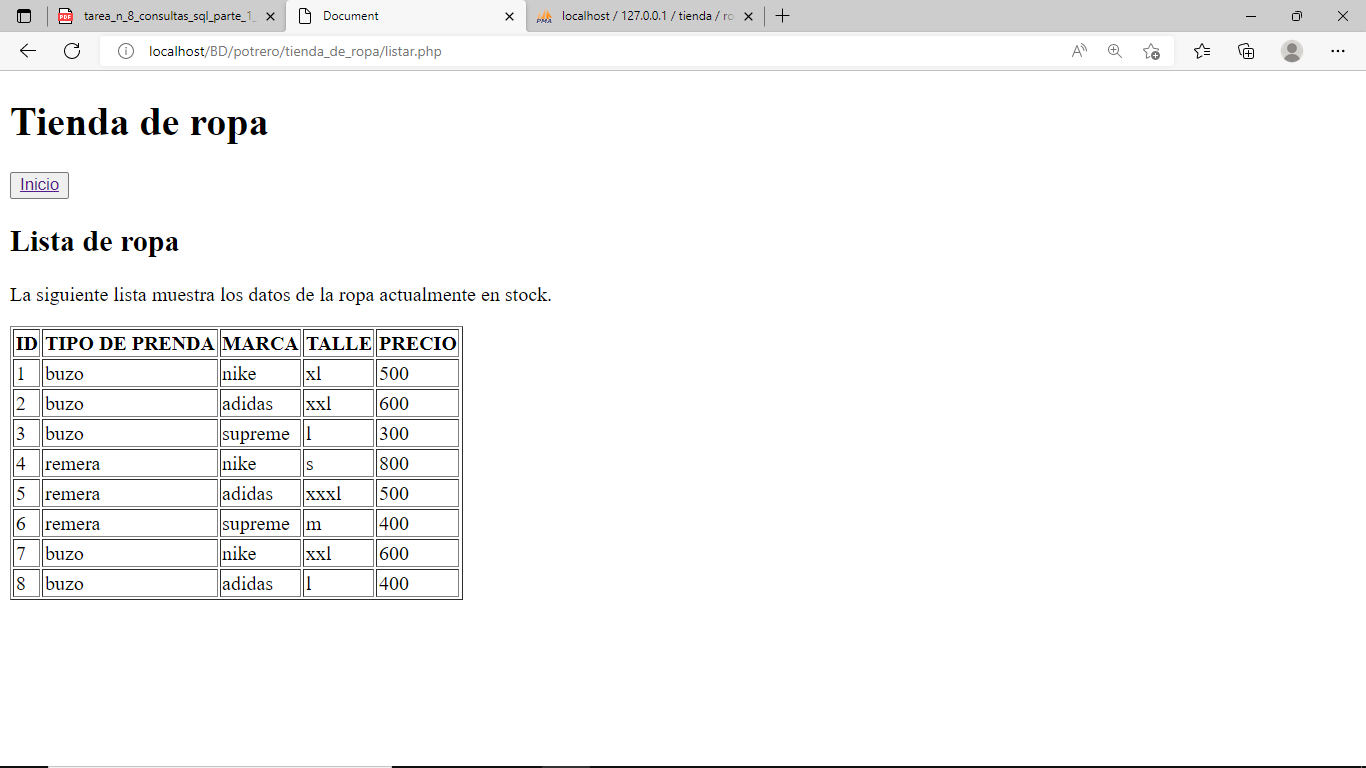 tarea_n_8_consultas_sql_parte_1_
Document
localhost / 127.0.0.1 / tienda / ro
localhost/BD/potrero/tienda_de_ropa/listar.php
Tienda de ropa
Inicio
Lista de ropa
La siguiente lista muestra los datos de la ropa actualmente en stock.
ID TIPO DE PRENDA MARCA TALLE PRECIO
1 buzo nike xl 500
2 buzo adidas xxl 600
3 buzo supreme l 300
4 remera nike s 800
5 remera adidas xxxl 500
6 remera supreme m 400
7 buzo nike xxl 600
8 buzo adidas l 400